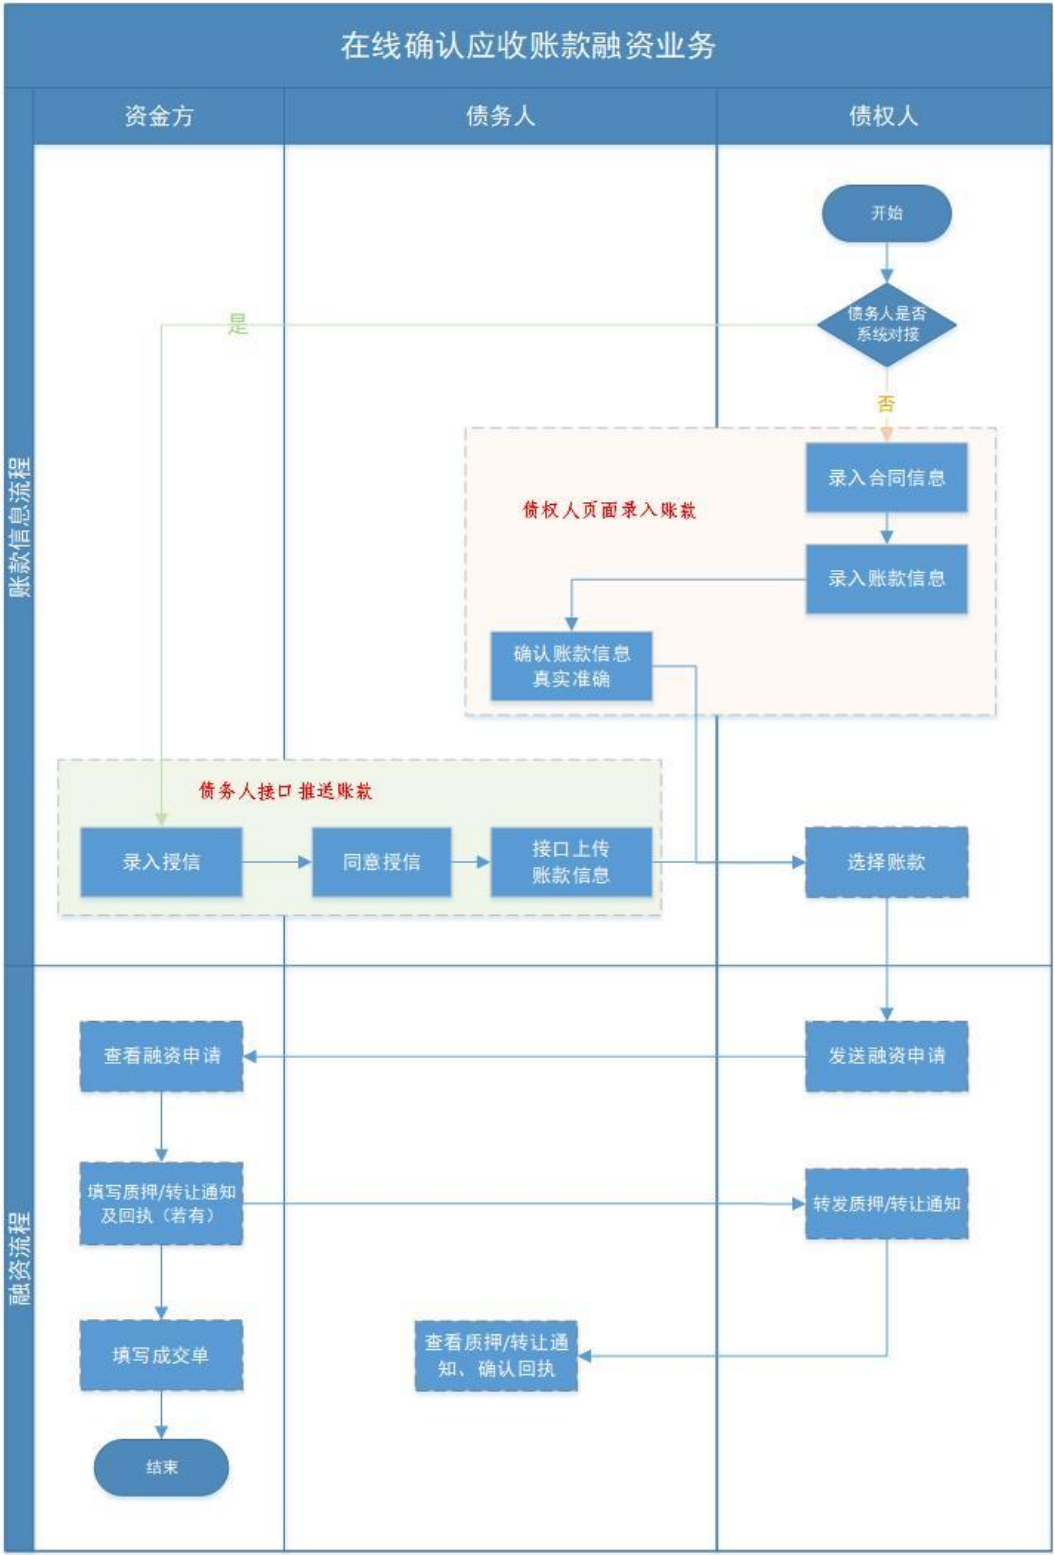 在线确认应收账款融资业务
资金方
债务人
债权人
账款信息流程
开始
债务人是否
系统对接
是
否
录入合同信息
债权人页面录入账款
录入账款信息
确认账款信息
真实准确
债务人接口推送账款
录入授信
同意授信
接口上传
账款信息
选择账款
融资流程
查看融资申请
发送融资申请
填写质押/转让通知
及回执（若有）
转发质押/转让通知
填写成交单
查看质押/转让通
知、确认回执
结束